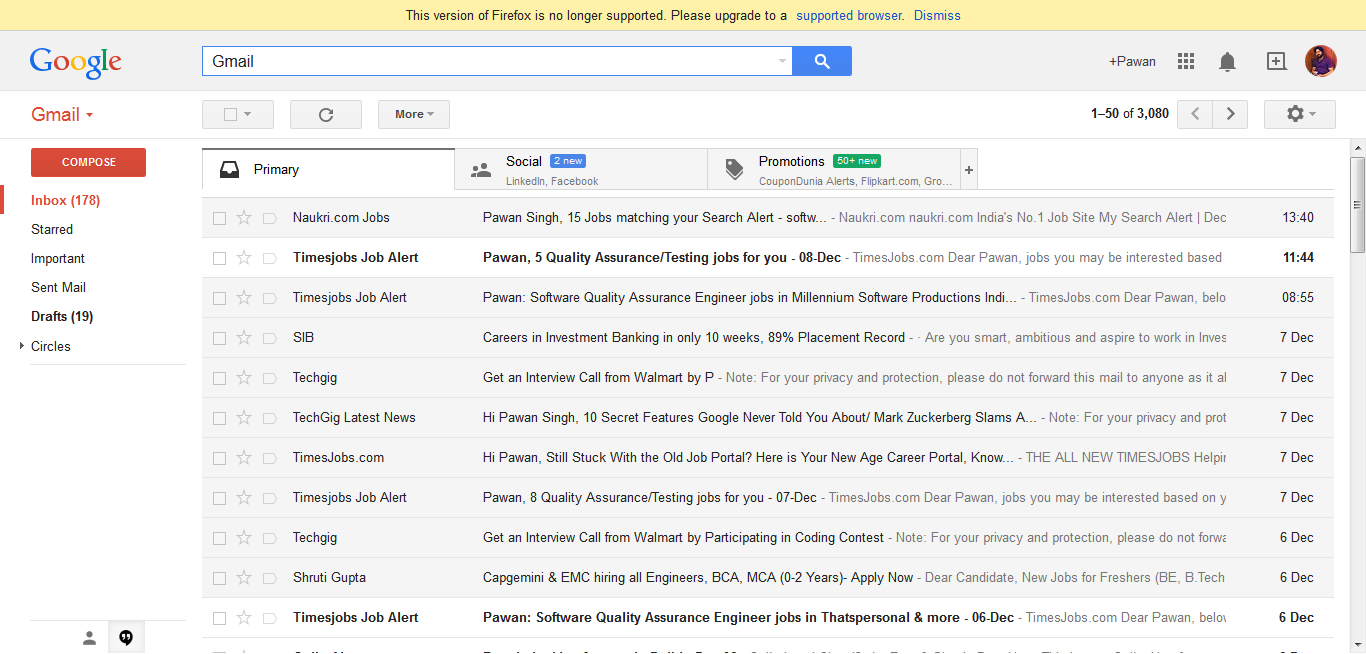 This version of Firefox is no longer supported. Please upgrade to a supported browser. Dismiss
Google
Gmail
+Pawan
Gmail
More
1–50 of 3,080
COMPOSE
Inbox (178)
Starred
Important
Sent Mail
Drafts (19)
Circles
Primary
Social 2 new
LinkedIn, Facebook
Promotions 50+ new
CouponDunia Alerts, Flipkart.com, Gro...
+
Naukri.com Jobs Pawan Singh, 15 Jobs matching your Search Alert - softw... - Naukri.com naukri.com India's No.1 Job Site My Search Alert | Dec 13:40
Timesjobs Job Alert Pawan, 5 Quality Assurance/Testing jobs for you - 08-Dec - TimesJobs.com Dear Pawan, jobs you may be interested based 11:44
Timesjobs Job Alert Pawan: Software Quality Assurance Engineer jobs in Millennium Software Productions Indi... - TimesJobs.com Dear Pawan, belo 08:55
SIB Careers in Investment Banking in only 10 weeks, 89% Placement Record - · Are you smart, ambitious and aspire to work in Inves 7 Dec
Techgig Get an Interview Call from Walmart by P - Note: For your privacy and protection, please do not forward this mail to anyone as it al 7 Dec
TechGig Latest News Hi Pawan Singh, 10 Secret Features Google Never Told You About/ Mark Zuckerberg Slams A... - Note: For your privacy and prot 7 Dec
TimesJobs.com Hi Pawan, Still Stuck With the Old Job Portal? Here is Your New Age Career Portal, Know... - THE ALL NEW TIMESJOBS Helpin 7 Dec
Timesjobs Job Alert Pawan, 8 Quality Assurance/Testing jobs for you - 07-Dec - TimesJobs.com Dear Pawan, jobs you may be interested based on y 7 Dec
Techgig Get an Interview Call from Walmart by Participating in Coding Contest - Note: For your privacy and protection, please do not forwa 6 Dec
Shruti Gupta Capgemini & EMC hiring all Engineers, BCA, MCA (0-2 Years)- Apply Now - Dear Candidate, New Jobs for Freshers (BE, B.Tech 6 Dec
Timesjobs Job Alert Pawan: Software Quality Assurance Engineer jobs in Thatspersonal & more - 06-Dec - TimesJobs.com Dear Pawan, below 6 Dec